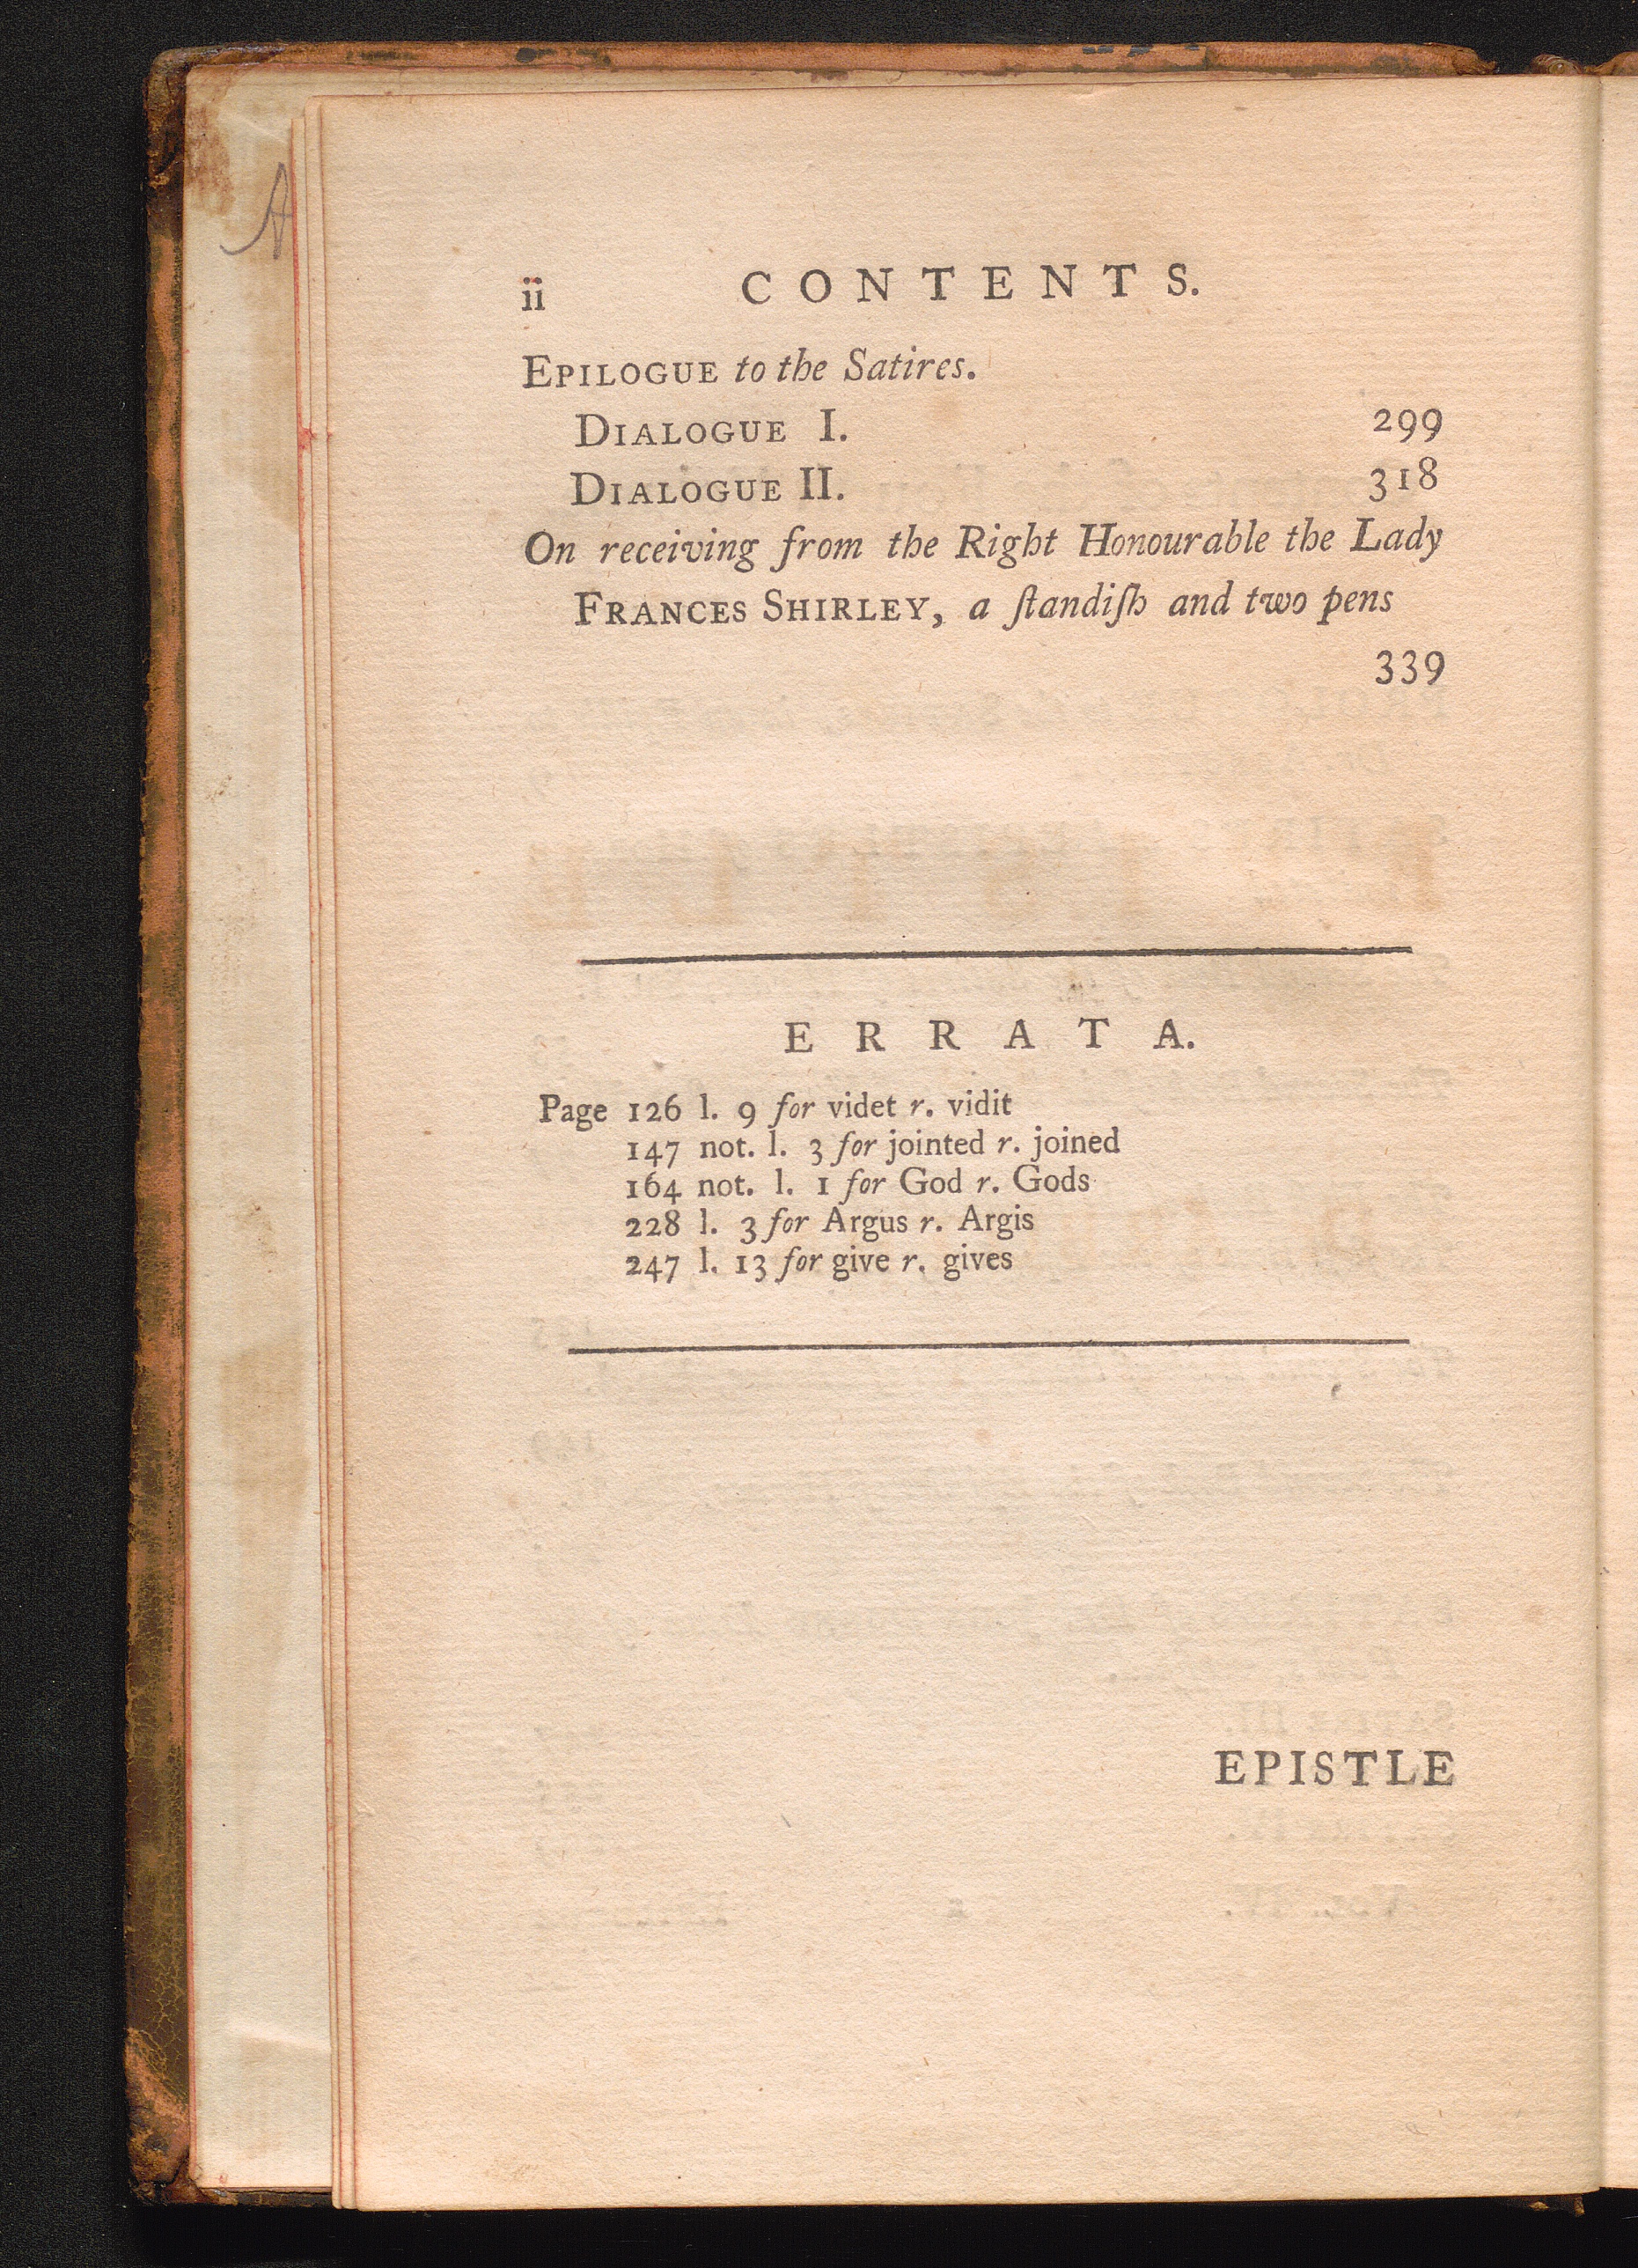 A
ii CONTENTS.
EPILOGUE to the Satires.
DIALOGUE I. 299
DIALOGUE II. 318
On receiving from the Right Honourable the Lady
FRANCES SHIRLEY, a ſtandiſh and two pens
339
ERRATA.
Page 126 l. 9 for videt r. vidit
147 not. l. 3 for jointed r. joined
164 not. l. 1 for God r. Gods
228 l. 3 for Argus r. Argis
247 l. 13 for give r. gives
EPISTLE